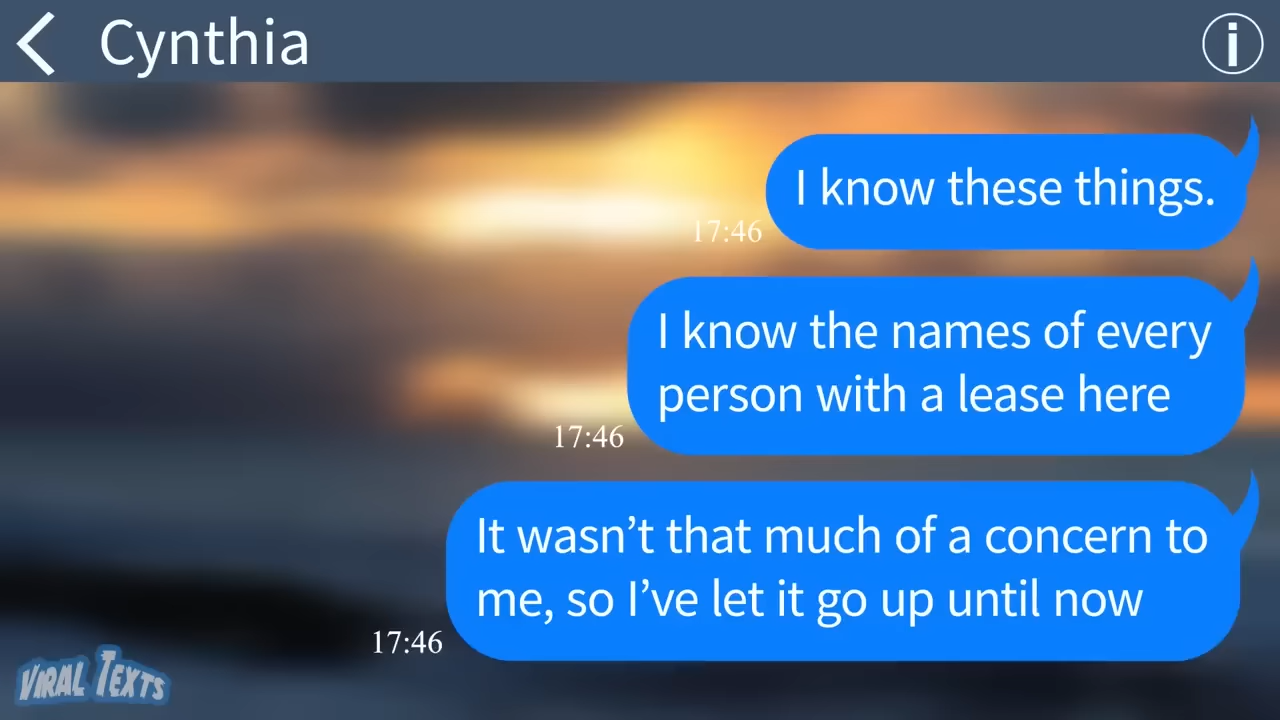 Cynthia
i
I know these things.
17:46
I know the names of every
person with a lease here
17:46
It wasn’t that much of a concern to
me, so I’ve let it go up until now
17:46
VIRAL TEXTS